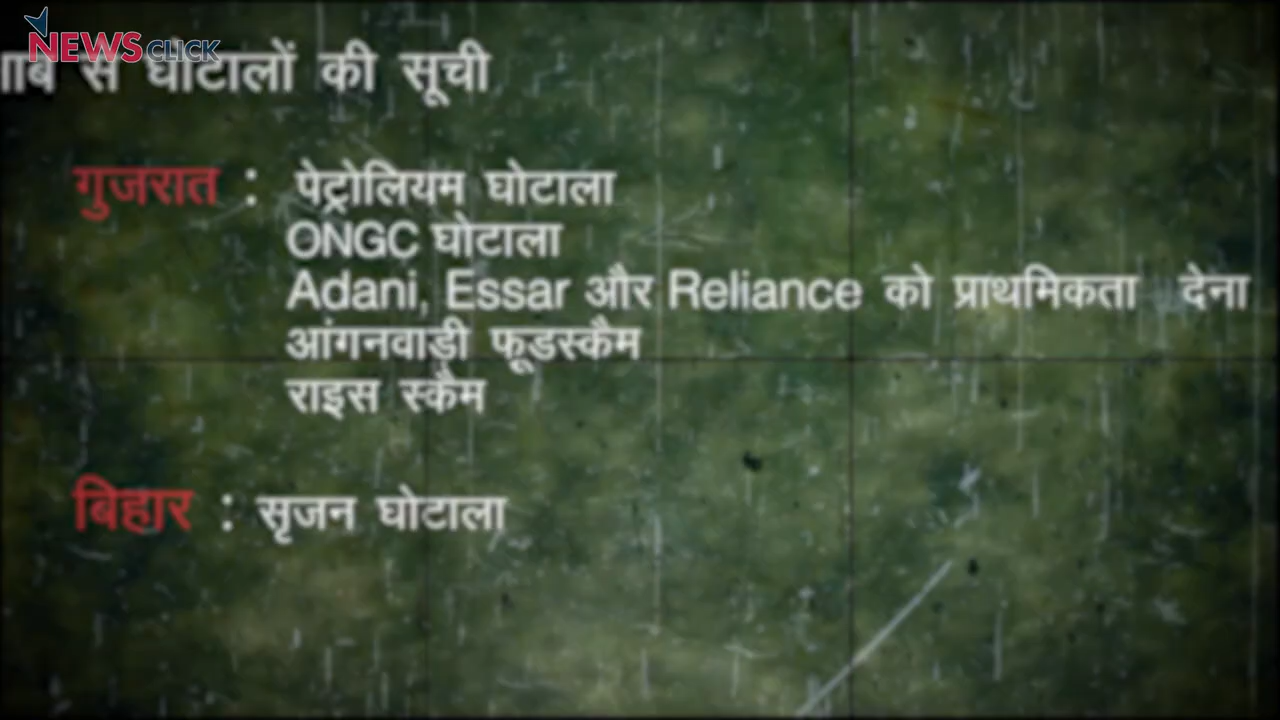 NEWSCLICK
से घोटालों की सूची
गुजरात : पेट्रोलियम घोटाला
ONGC घोटाला
Adani, Essar और Reliance को प्राथमिकता देना
आंगनवाड़ी फूडस्कैम
राइस स्कैम
बिहार : सृजन घोटाला